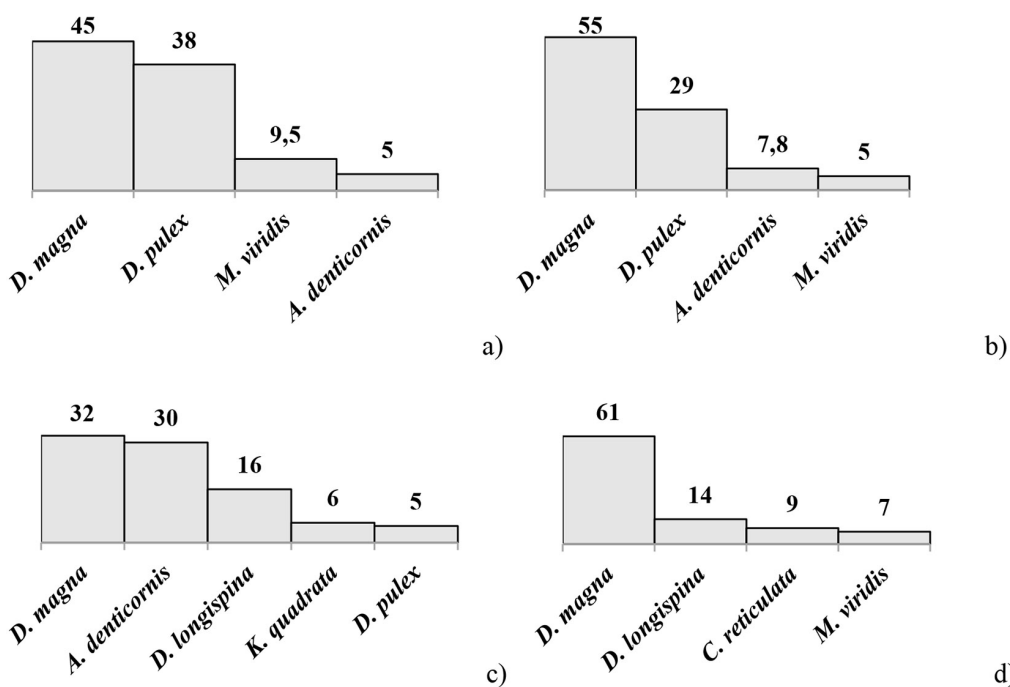 45
38
9,5
5
D. magna
D. pulex
M. viridis
A. denticornis
a)
55
29
7,8
5
D. magna
D. pulex
A. denticornis
M. viridis
b)
32
30
16
6
5
D. magna
A. denticornis
D. longispina
K. quadrata
D. pulex
c)
61
14
9
7
D. magna
D. longispina
C. reticulata
M. viridis
d)